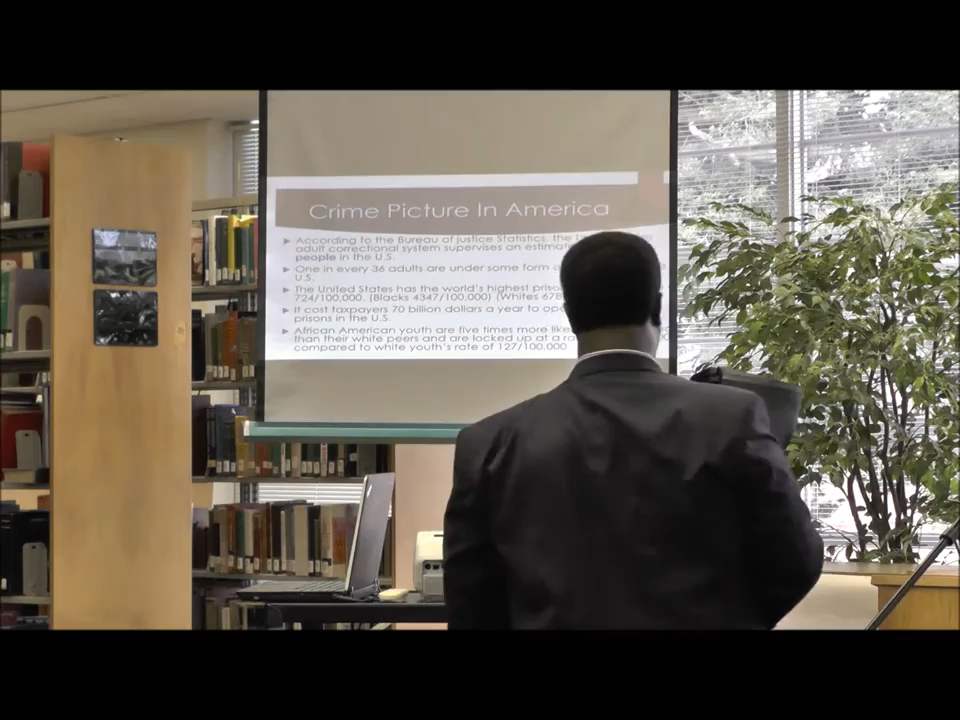 Crime Picture In America
According to the Bureau of justice Statistics, the
adult correctional system supervises an
people in the U.S.
One in every 36 adults are under some form
U.S.
The United States has the world's highest
724/100,000. (Blacks 4347/100,000) (Whites 678
It cost taxpayers 70 billion dollars a year to
prisons in the U.S.
African American youth are five times more
than their white peers and are locked up at a
compared to white youth's rate of 127/100,000